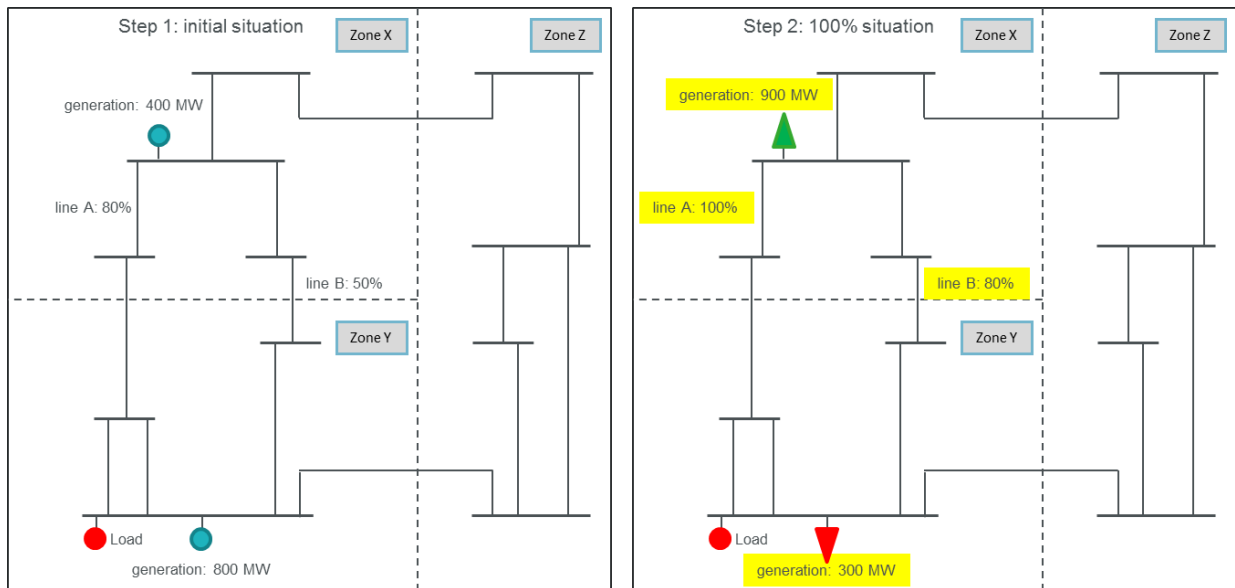 Step 1: initial situation
Zone X
Zone Z
generation: 400 MW
line A: 80%
line B: 50%
Zone Y
Load
generation: 800 MW
Step 2: 100% situation
Zone X
Zone Z
generation: 900 MW
line A: 100%
line B: 80%
Zone Y
Load
generation: 300 MW